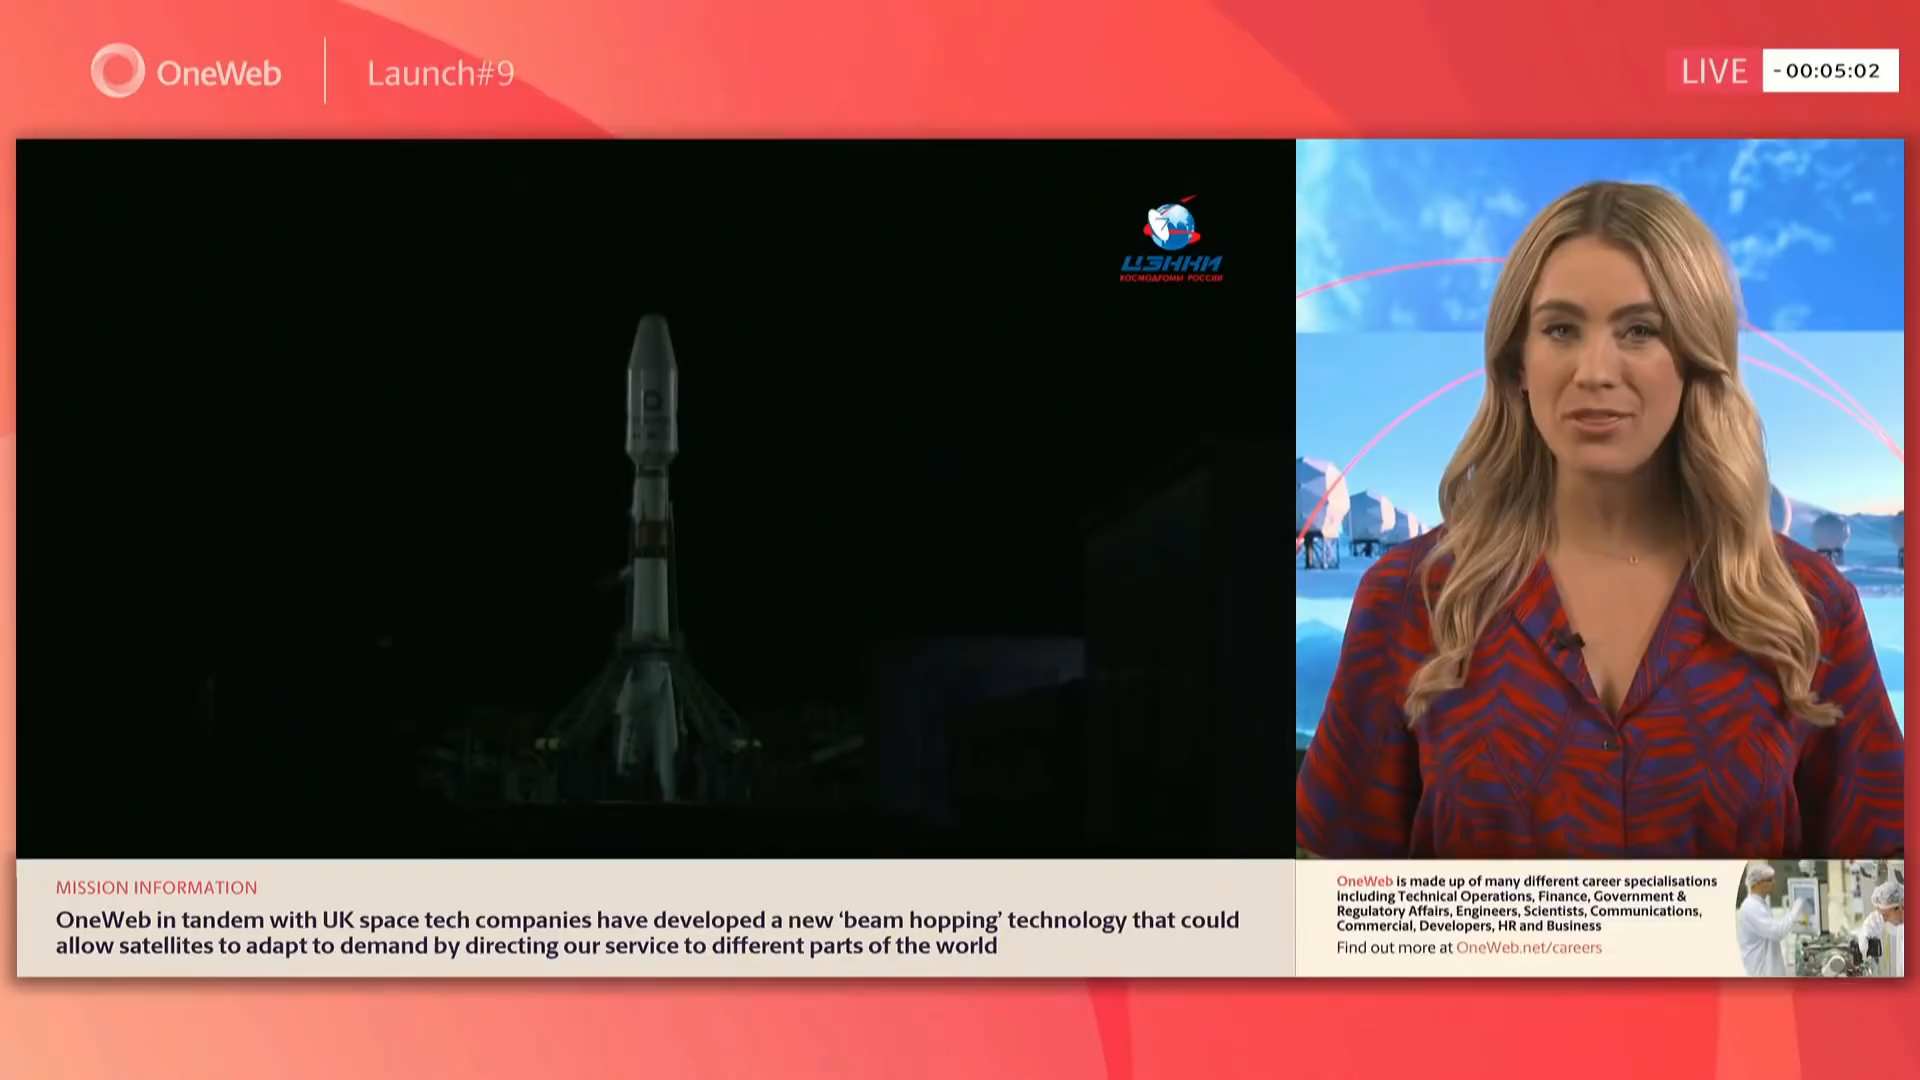 OneWeb
Launch#9
LIVE
-00:05:02
ЦЭНКИ
КОСМОДРОМЫ РОССИИ
MISSION INFORMATION
OneWeb in tandem with UK space tech companies have developed a new ‘beam hopping’ technology that could
allow satellites to adapt to demand by directing our service to different parts of the world
OneWeb is made up of many different career specialisations
including Technical Operations, Finance, Government &
Regulatory Affairs, Engineers, Scientists, Communications,
Commercial, Developers, HR and Business
Find out more at OneWeb.net/careers